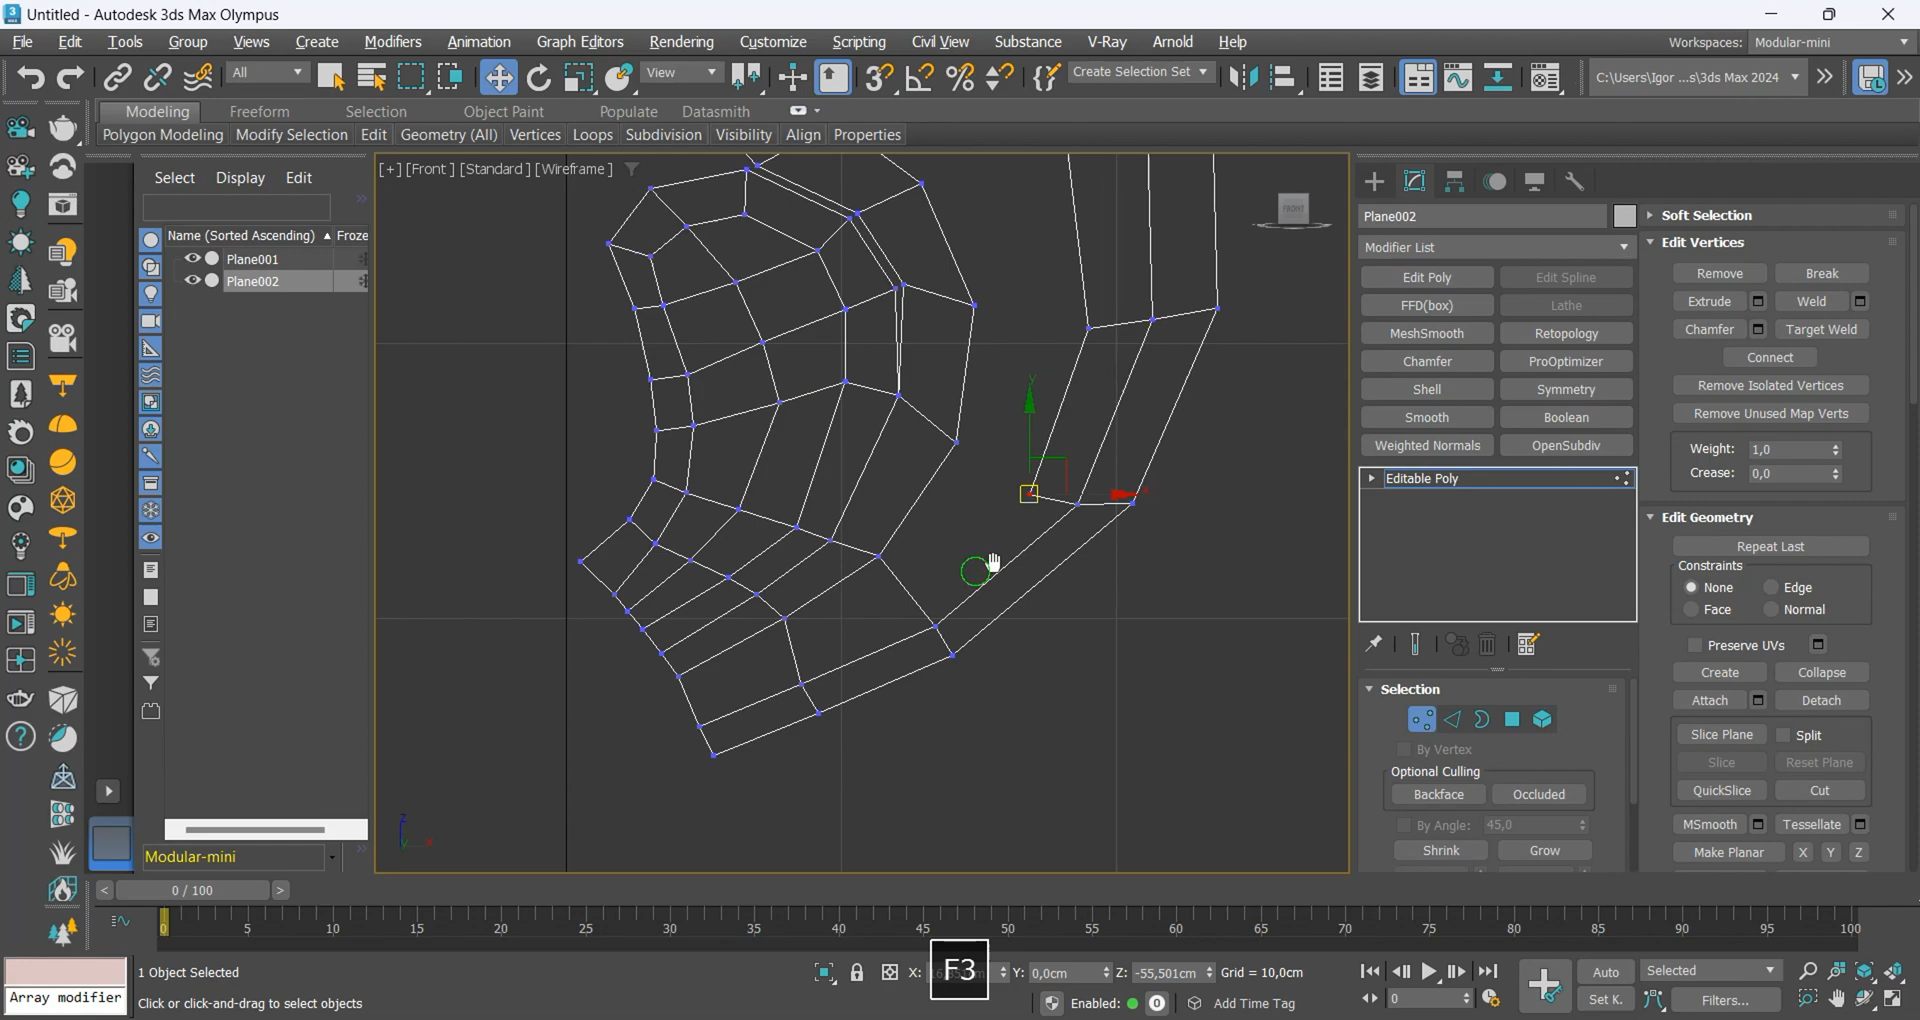 Untitled - Autodesk 3ds Max Olympus
File Edit Tools Group Views Create Modifiers Animation Graph Editors Rendering Customize Scripting Civil View Substance V-Ray Arnold Help Workspaces: Modular-mini
All View Create Selection Set C:\Users\Igor ...s\3ds Max 2024
Modeling Freeform Selection Object Paint Populate Datasmith
Polygon Modeling Modify Selection Edit Geometry (All) Vertices Loops Subdivision Visibility Align Properties
Select Display Edit
Name (Sorted Ascending) Froze
Plane001
Plane002
Modular-mini
[+] [Front ] [Standard ] [Wireframe ]
FRONT
y
z
x
Plane002
Modifier List
Edit Poly Edit Spline
FFD(box) Lathe
MeshSmooth Retopology
Chamfer ProOptimizer
Shell Symmetry
Smooth Boolean
Weighted Normals OpenSubdiv
Editable Poly
Selection
By Vertex
Optional Culling
Backface Occluded
By Angle: 45,0
Shrink Grow
Soft Selection
Edit Vertices
Remove Break
Extrude Weld
Chamfer Target Weld
Connect
Remove Isolated Vertices
Remove Unused Map Verts
Weight: 1,0
Crease: 0,0
Edit Geometry
Repeat Last
Constraints
None Edge
Face Normal
Preserve UVs
Create Collapse
Attach Detach
Slice Plane Split
Slice Reset Plane
QuickSlice Cut
MSmooth Tessellate
Make Planar X Y Z
< 0 / 100 >
0 5 10 15 20 25 30 35 40 45 50 55 60 65 70 75 80 85 90 95 100
Array modifier
1 Object Selected
Click or click-and-drag to select objects
X: Y: 0,0cm Z: -55,501cm Grid = 10,0cm
F3
Enabled: 0 Add Time Tag
0
Auto Selected
Set K. Filters...